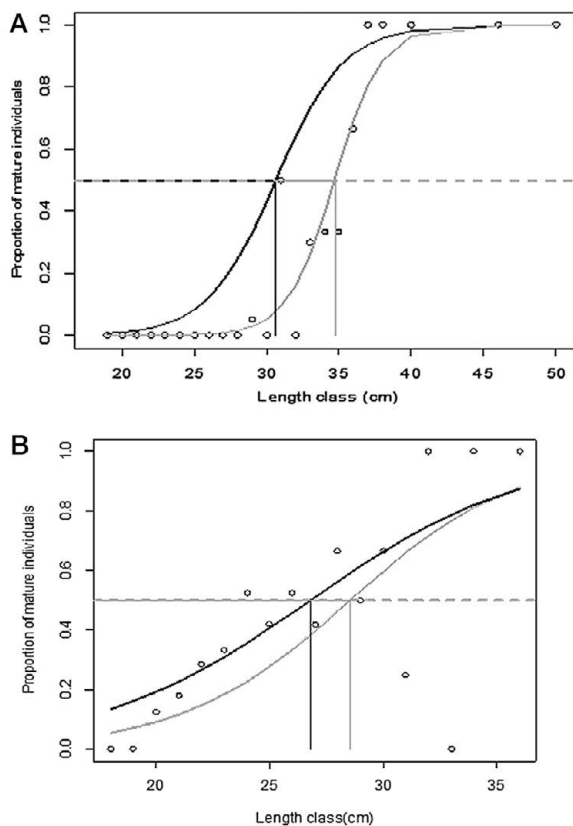 A
Proportion of mature individuals
1.0
0.8
0.6
0.4
0.2
0.0
20 25 30 35 40 45 50
Length class (cm)
B
Proportion of mature individuals
1.0
0.8
0.6
0.4
0.2
0.0
20 25 30 35
Length class(cm)